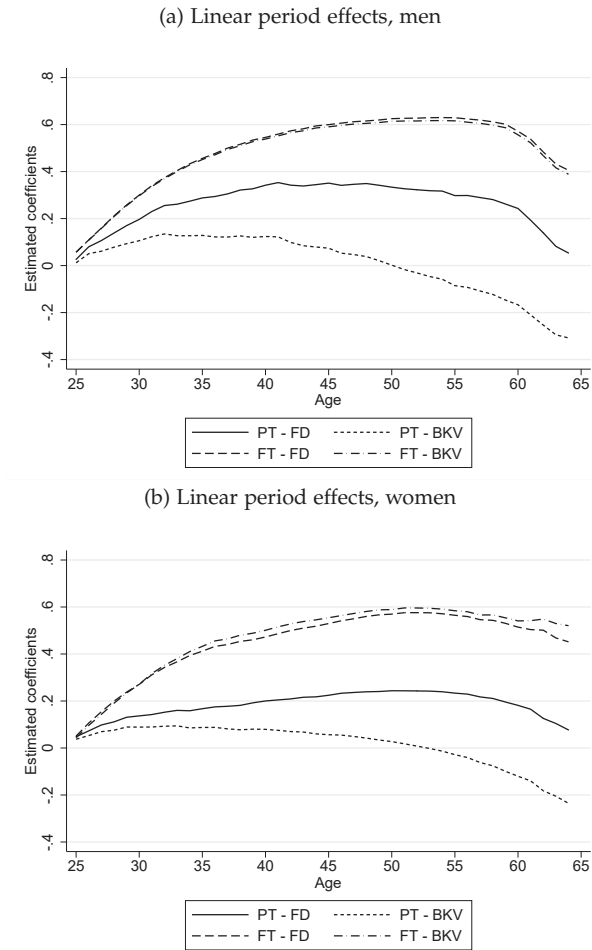 (a) Linear period effects, men
.8
.6
.4
.2
0
-.2
-.4
Estimated coefficients
25 30 35 40 45 50 55 60 65
Age
PT - FD PT - BKV
FT - FD FT - BKV
(b) Linear period effects, women
.8
.6
.4
.2
0
-.2
-.4
Estimated coefficients
25 30 35 40 45 50 55 60 65
Age
PT - FD PT - BKV
FT - FD FT - BKV